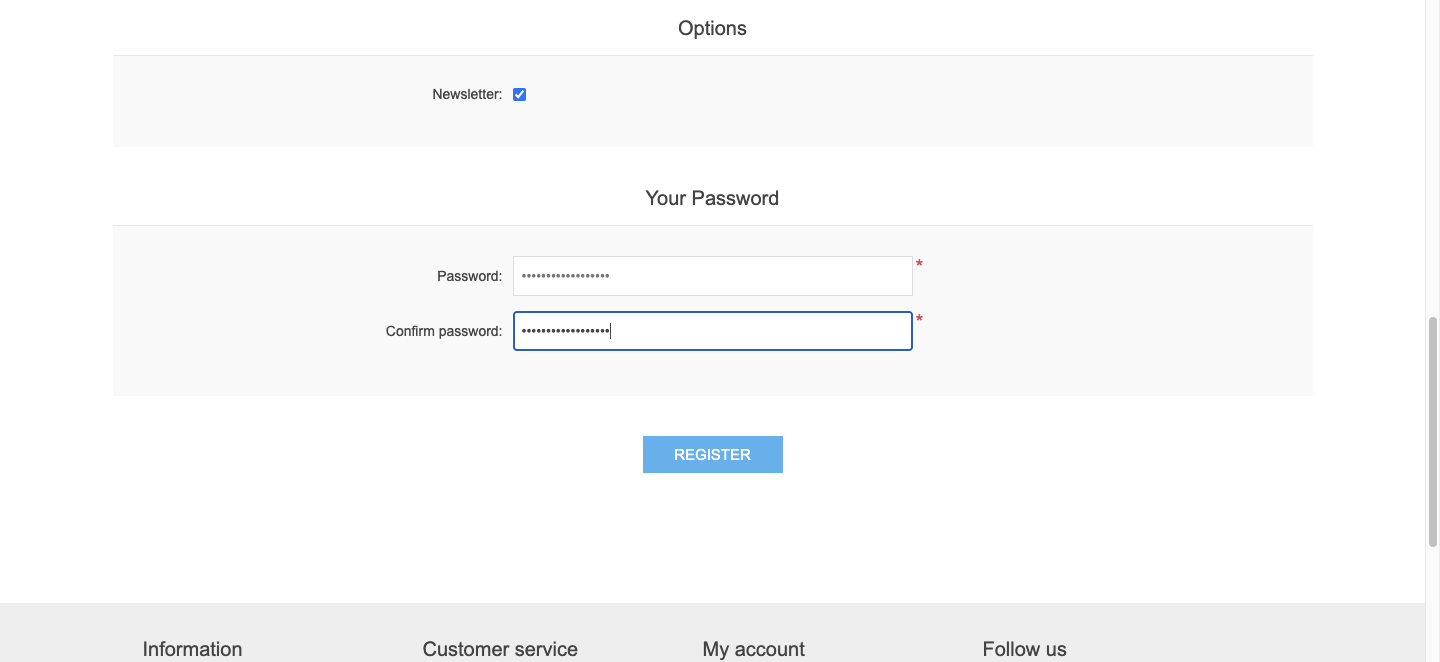 Options
Newsletter:
Your Password
Password: •••••••••••••••••• *
Confirm password: •••••••••••••••••• *
REGISTER
Information Customer service My account Follow us